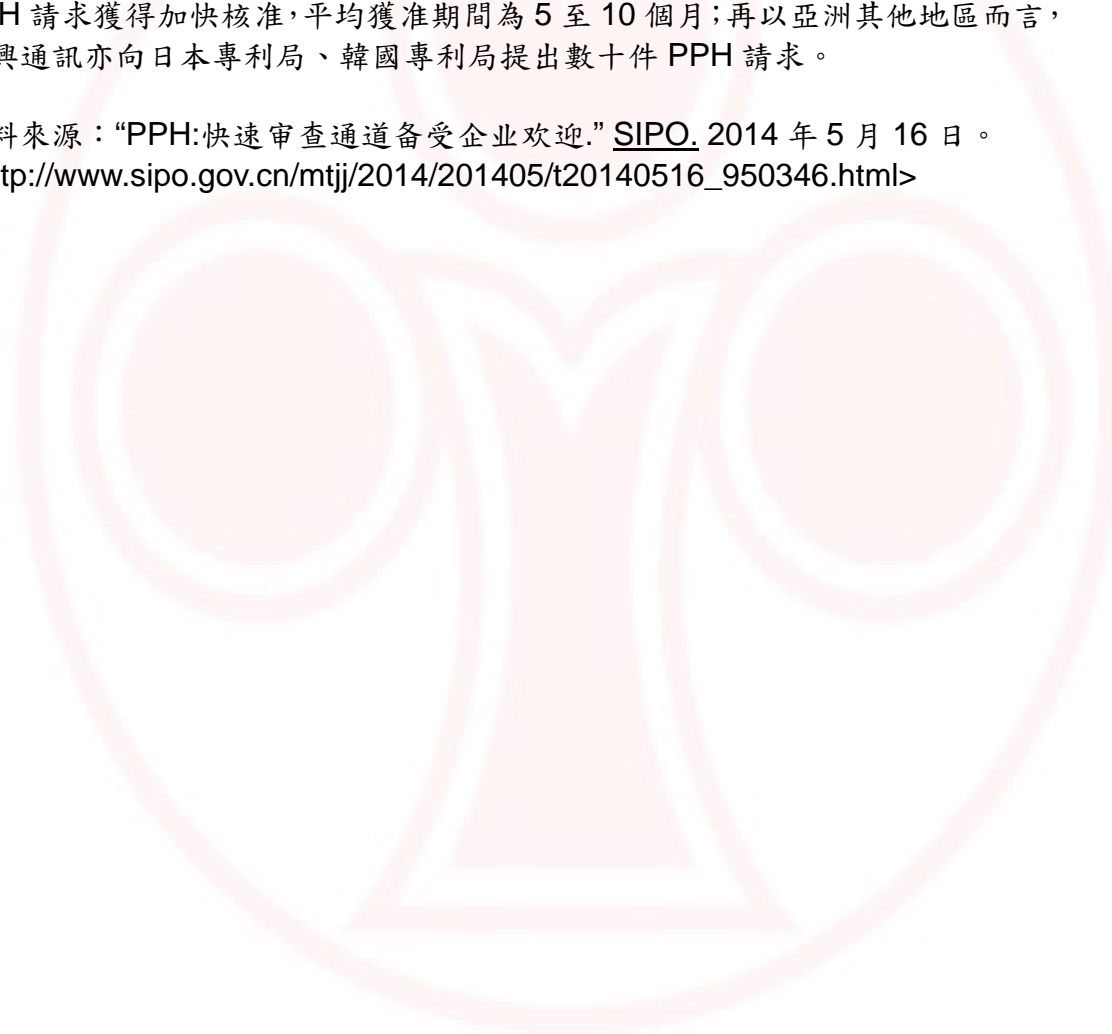 H 請求獲得加快核准，平均獲准期間為 5 至 10 個月；再以亞洲其他地區而言，
興通訊亦向日本專利局、韓國專利局提出數十件 PPH 請求。
料來源：“PPH:快速审查通道备受企业欢迎.” SIPO. 2014 年 5 月 16 日。
tp://www.sipo.gov.cn/mtjj/2014/201405/t20140516_950346.html>